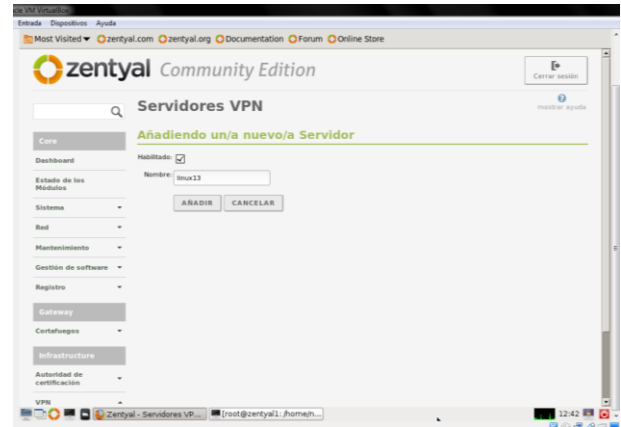 cle VM VirtualBox
Entrada Dispositivos Ayuda
Most Visited zentyal.com zentyal.org Documentation Forum Online Store
zentyal Community Edition
Cerrar sesión
Servidores VPN
mostrar ayuda
Añadiendo un/a nuevo/a Servidor
Habilitado:
Nombre: linux13
AÑADIR CANCELAR
Core
Dashboard
Estado de los
Módulos
Sistema
Red
Mantenimiento
Gestión de software
Registro
Gateway
Cortafuegos
Infrastructure
Autoridad de
certificación
VPN
Zentyal - Servidores VP... [root@zentyal1: /home/n... 12:42